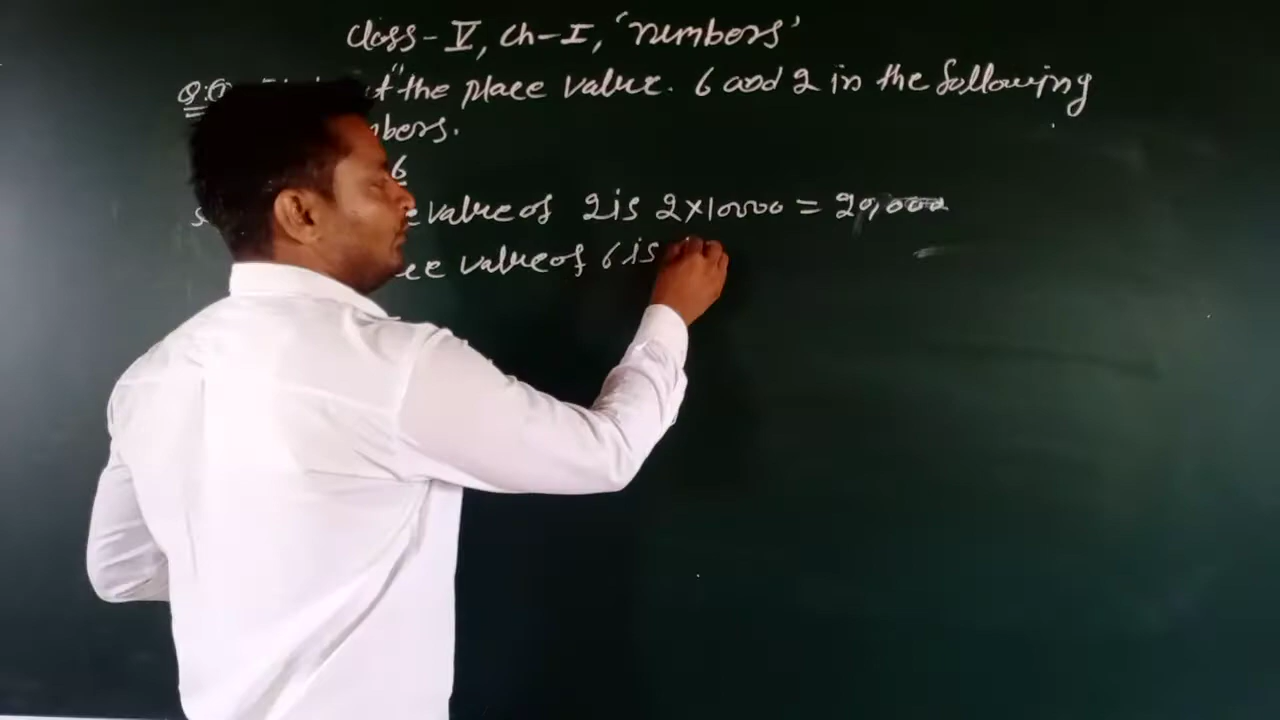 Class-V, Ch-I, 'numbers'
the place value. 6 and 2 in the following
mbers.
6
value of 2 is 2×10000 = 20,000
value of 6 is